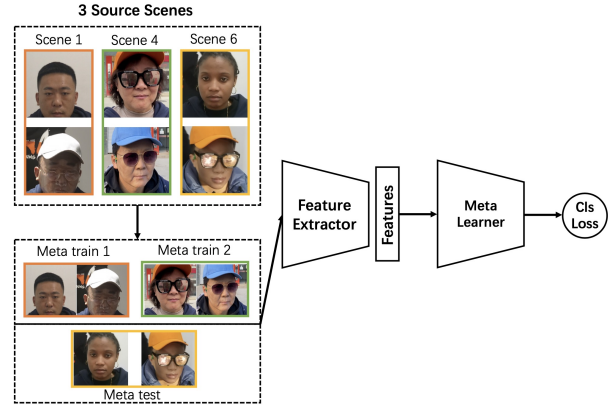 3 Source Scenes
Scene 1
Scene 4
Scene 6
Meta train 1
Meta train 2
Meta test
Feature
Extractor
Features
Meta
Learner
Cls
Loss